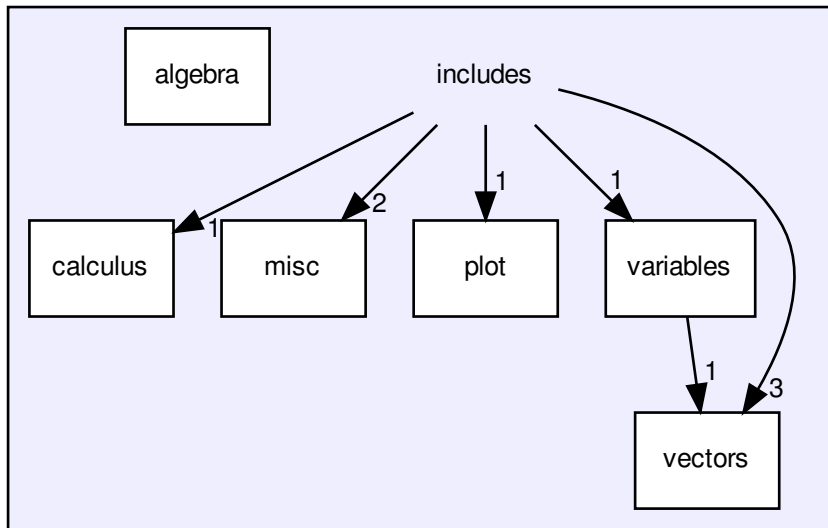 algebra
includes
1
2
1
1
calculus
misc
plot
variables
1
3
vectors